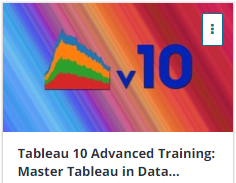 v10
Tableau 10 Advanced Training:
Master Tableau in Data...